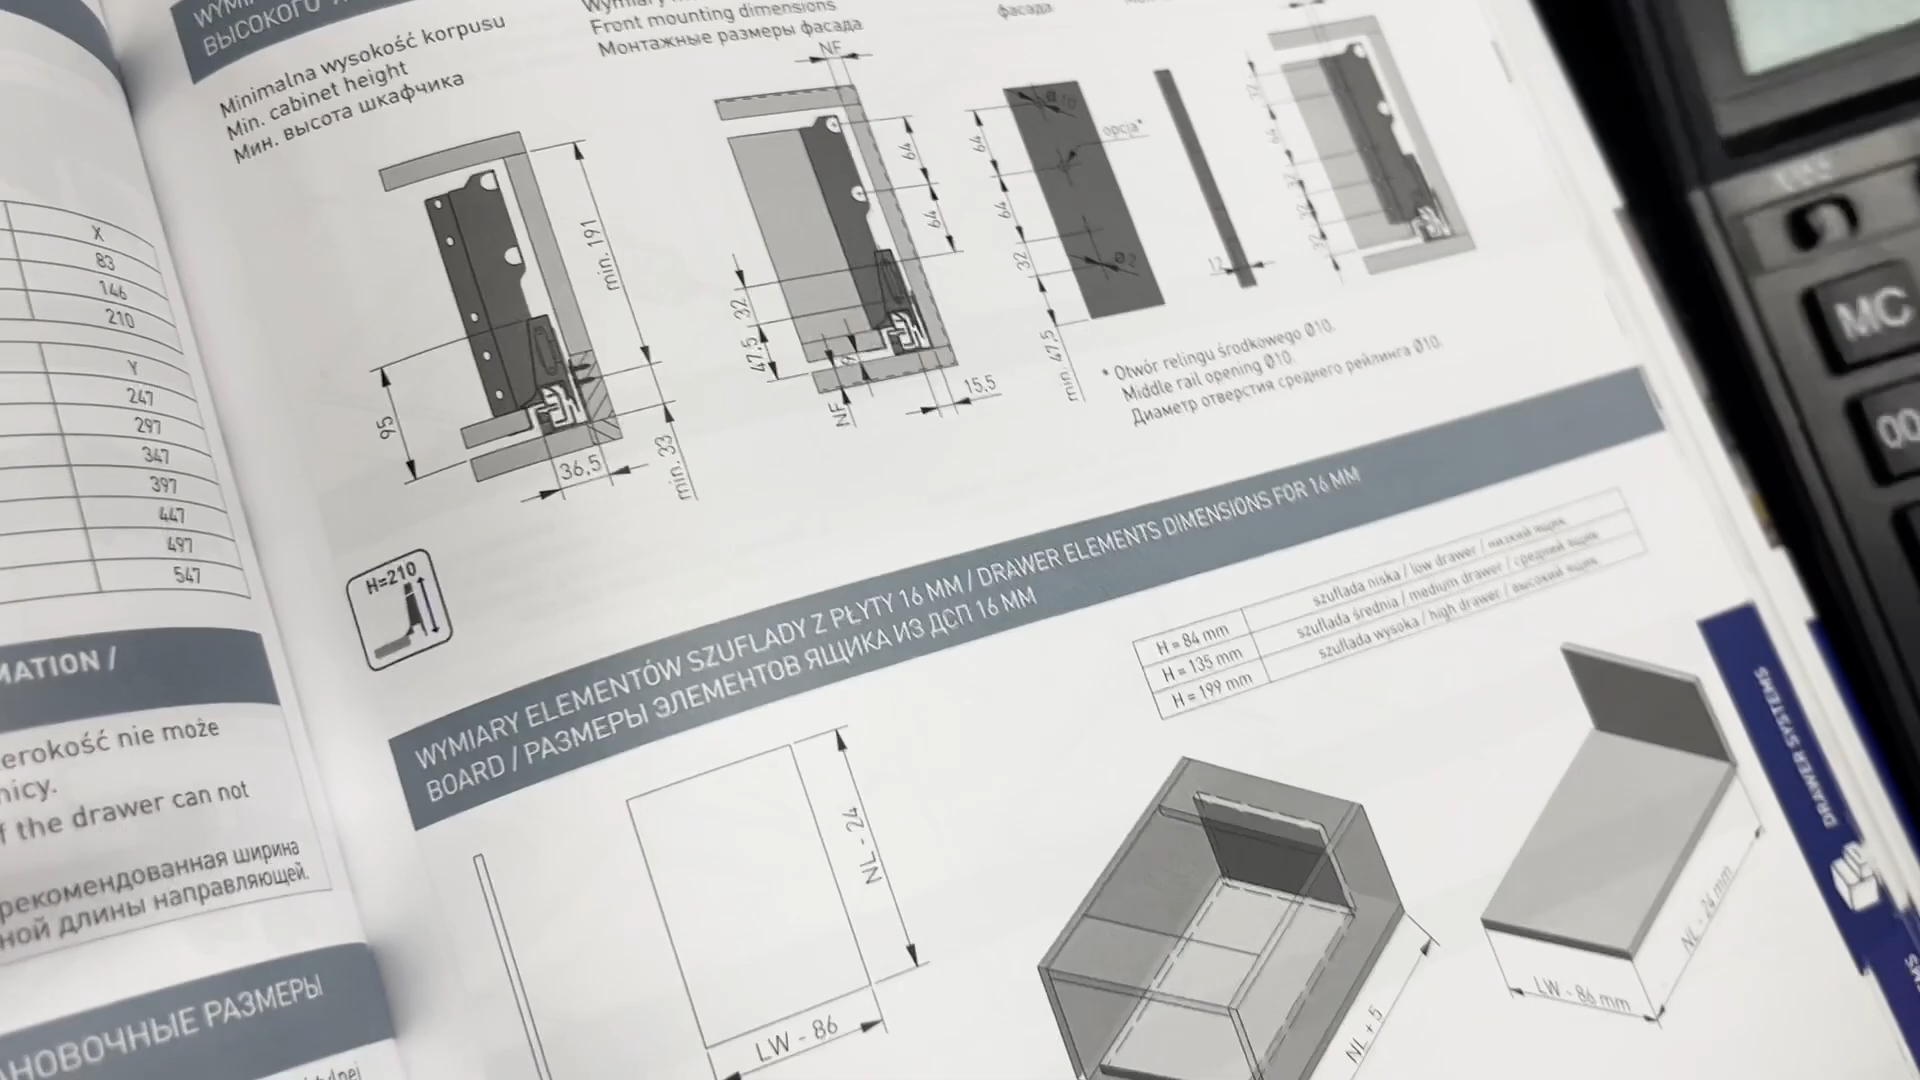 ВЫСОКОГО
Minimalna wysokość korpusu
Min. cabinet height
Мин. высота шкафчика
Front mounting dimensions
Монтажные размеры фасада
фасада
NF
64
64
32
47,5
9
NF
15,5
min. 191
95
36,5
min. 33
Ø10
opcja*
64
64
32
min. 47,5
Ø2
12
32
64
32
32
32
* Otwór relingu środkowego Ø10.
Middle rail opening Ø10.
Диаметр отверстия среднего рейлинга Ø10.
X
83
146
210
Y
247
297
347
397
447
497
547
H=210
WYMIARY ELEMENTÓW SZUFLADY Z PŁYTY 16 MM / DRAWER ELEMENTS DIMENSIONS FOR 16 MM
BOARD / РАЗМЕРЫ ЭЛЕМЕНТОВ ЯЩИКА ИЗ ДСП 16 ММ
H = 84 mm szuflada niska / low drawer / низкий ящик
H = 135 mm szuflada średnia / medium drawer / средний ящик
H = 199 mm szuflada wysoka / high drawer / высокий ящик
NL - 24
LW - 86
NL + 5
LW - 86 mm
NL - 24 mm
MATION /
erokość nie może
nicy.
f the drawer can not
рекомендованная ширина
ной длины направляющей.
АНОВОЧНЫЕ РАЗМЕРЫ
DRAWER SYSTEMS
MC
00